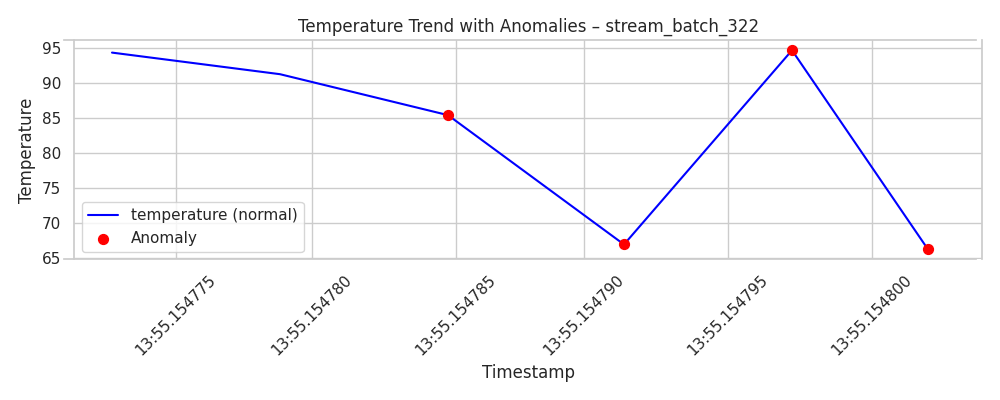 Temperature Trend with Anomalies – stream_batch_322
Temperature
95
90
85
80
75
70
65
temperature (normal)
Anomaly
13:55.154775
13:55.154780
13:55.154785
13:55.154790
13:55.154795
13:55.154800
Timestamp